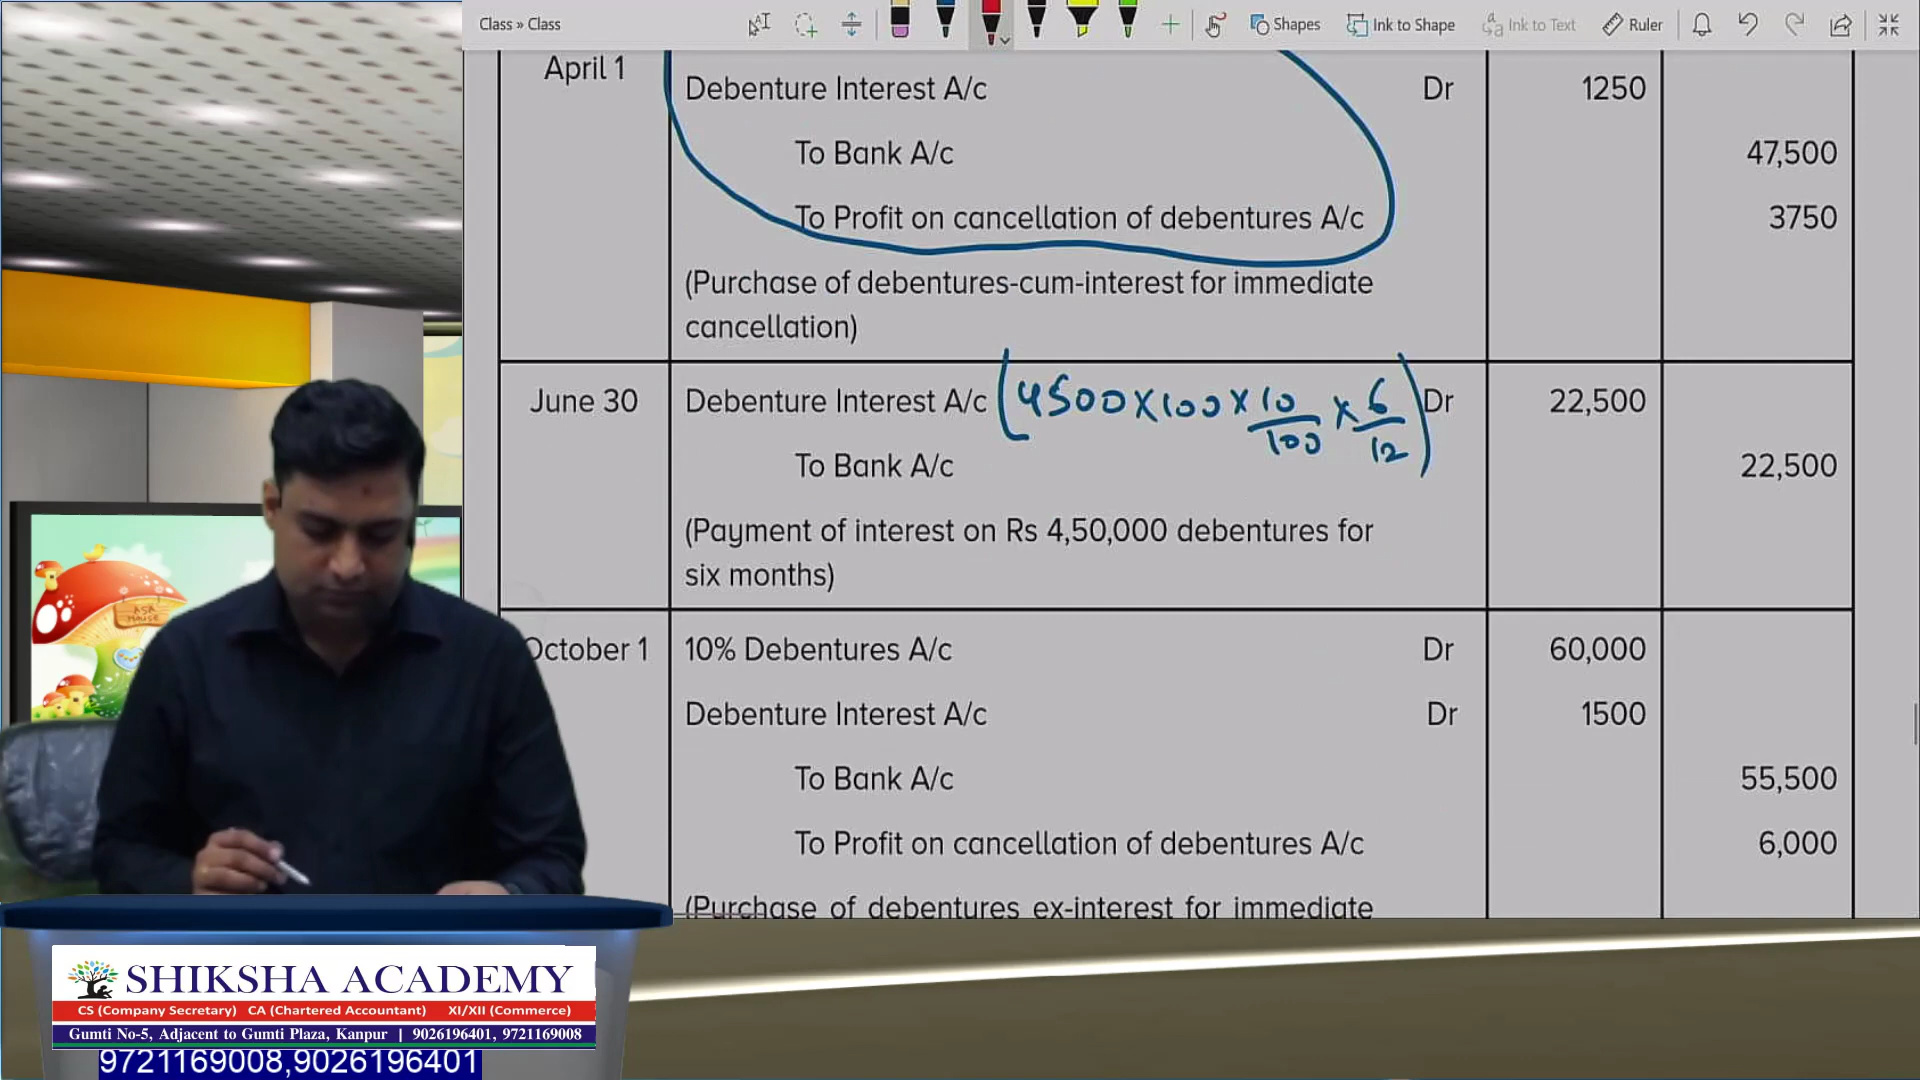 Class » Class
Shapes
Ink to Shape
Ink to Text
Ruler
April 1
Debenture Interest A/c Dr 1250
To Bank A/c 47,500
To Profit on cancellation of debentures A/c 3750
(Purchase of debentures-cum-interest for immediate
cancellation)
June 30 Debenture Interest A/c (4500×100×10/100×6/12) Dr 22,500
To Bank A/c 22,500
(Payment of interest on Rs 4,50,000 debentures for
six months)
October 1 10% Debentures A/c Dr 60,000
Debenture Interest A/c Dr 1500
To Bank A/c 55,500
To Profit on cancellation of debentures A/c 6,000
(Purchase of debentures ex-interest for immediate
SHIKSHA ACADEMY
CS (Company Secretary) CA (Chartered Accountant) XI/XII (Commerce)
Gumti No-5, Adjacent to Gumti Plaza, Kanpur | 9026196401, 9721169008
9721169008,9026196401